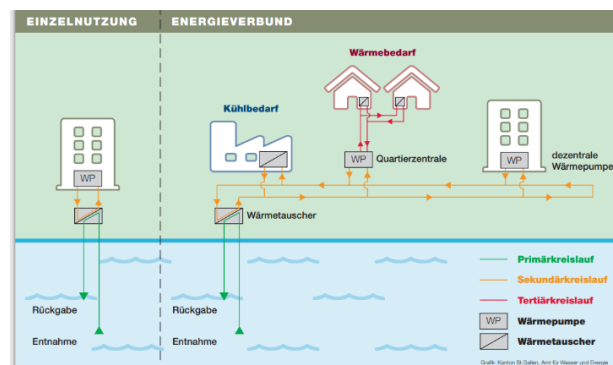 EINZELNUTZUNG
ENERGIEVERBUND
Wärmebedarf
Kühlbedarf
WP
WP
Quartierzentrale
WP
dezentrale
Wärmepumpe
Wärmetauscher
Rückgabe
Entnahme
Rückgabe
Entnahme
Primärkreislauf
Sekundärkreislauf
Tertiärkreislauf
WP Wärmepumpe
Wärmetauscher
Grafik: Kanton St.Gallen, Amt für Wasser und Energie